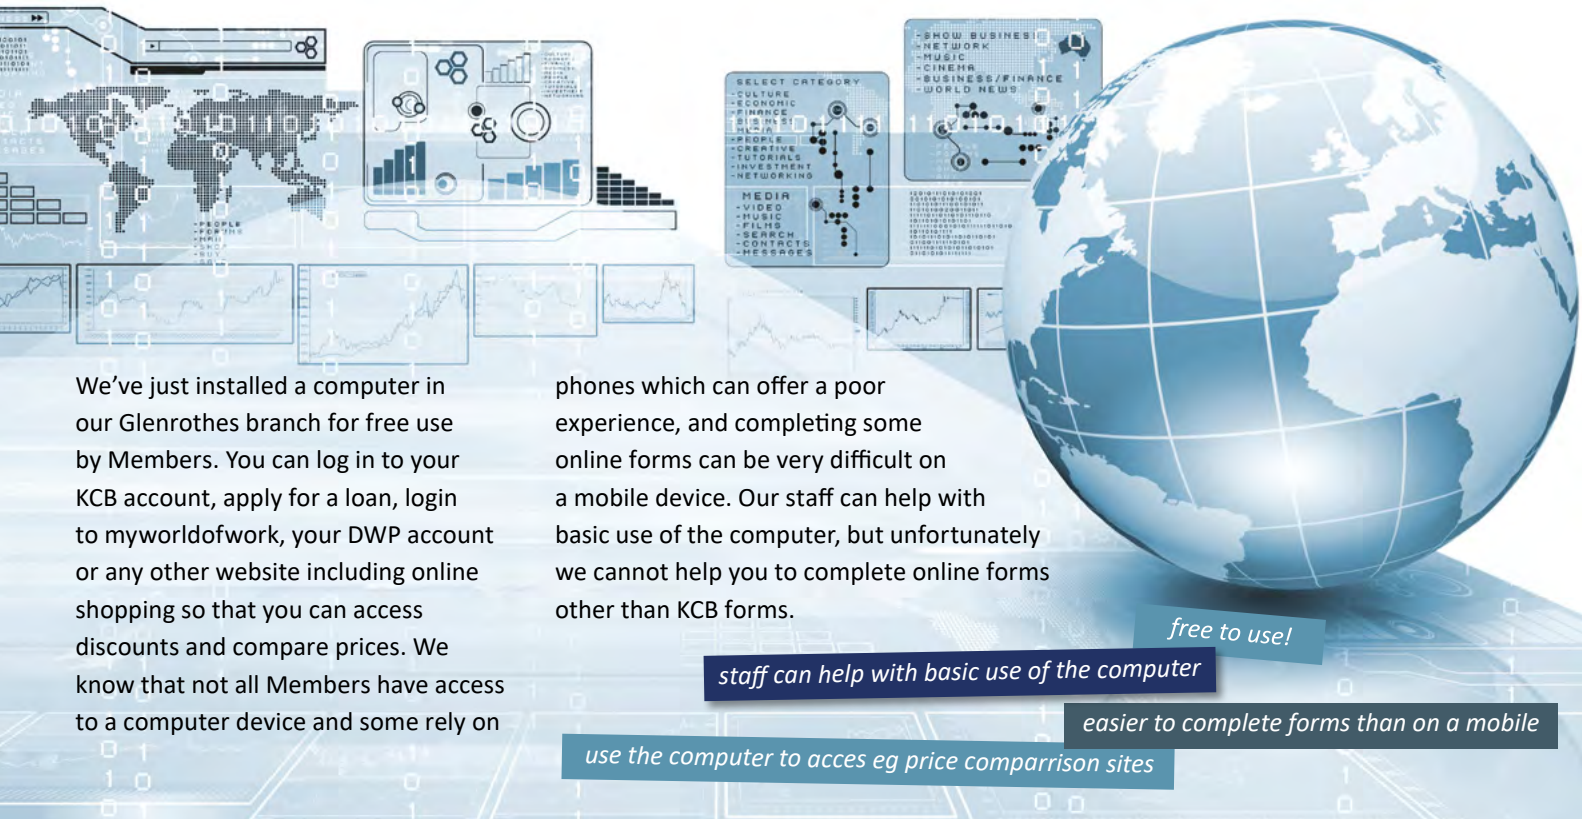 SELECT CATEGORY
-CULTURE
-ECONOMIC
-FINANCE
-BUSINESS
-MEDIA
-PEOPLE
-CREATIVE
-TUTORIALS
-INVESTMENT
-NETWORKING
MEDIA
-VIDEO
-MUSIC
-FILMS
-SEARCH
-CONTACTS
-MESSAGES
-SHOW BUSINESS
-NETWORK
-MUSIC
-CINEMA
-BUSINESS/FINANCE
-WORLD NEWS
-PEOPLE
We’ve just installed a computer in
our Glenrothes branch for free use
by Members. You can log in to your
KCB account, apply for a loan, login
to myworldofwork, your DWP account
or any other website including online
shopping so that you can access
discounts and compare prices. We
know that not all Members have access
to a computer device and some rely on
phones which can offer a poor
experience, and completing some
online forms can be very difficult on
a mobile device. Our staff can help with
basic use of the computer, but unfortunately
we cannot help you to complete online forms
other than KCB forms.
free to use!
staff can help with basic use of the computer
easier to complete forms than on a mobile
use the computer to acces eg price comparrison sites